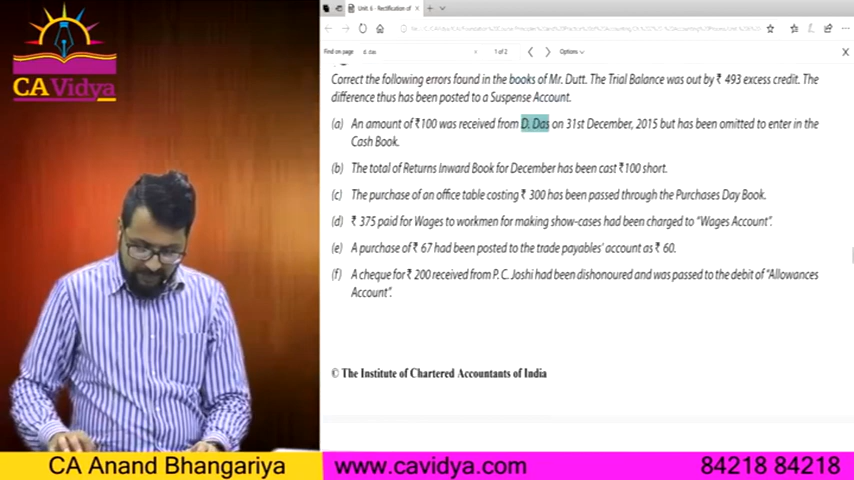 CA Vidya
Unit 6 - Rectification of
Find on page
d. das
1 of 2
Options
Correct the following errors found in the books of Mr. Dutt. The Trial Balance was out by ₹ 493 excess credit. The
difference thus has been posted to a Suspense Account.
(a) An amount of ₹100 was received from D. Das on 31st December, 2015 but has been omitted to enter in the
Cash Book.
(b) The total of Returns Inward Book for December has been cast ₹100 short.
(c) The purchase of an office table costing ₹ 300 has been passed through the Purchases Day Book.
(d) ₹ 375 paid for Wages to workmen for making show-cases had been charged to "Wages Account".
(e) A purchase of ₹ 67 had been posted to the trade payables' account as ₹ 60.
(f) A cheque for ₹ 200 received from P. C. Joshi had been dishonoured and was passed to the debit of "Allowances
Account".
© The Institute of Chartered Accountants of India
CA Anand Bhangariya
www.cavidya.com
84218 84218